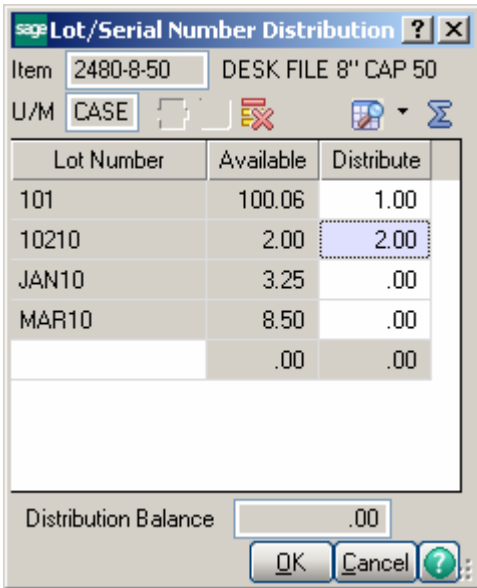 sage Lot/Serial Number Distribution ? X
Item 2480-8-50 DESK FILE 8" CAP 50
U/M CASE Σ
Lot Number Available Distribute
101 100.06 1.00
10210 2.00 2.00
JAN10 3.25 .00
MAR10 8.50 .00
.00 .00
Distribution Balance .00
OK Cancel ?